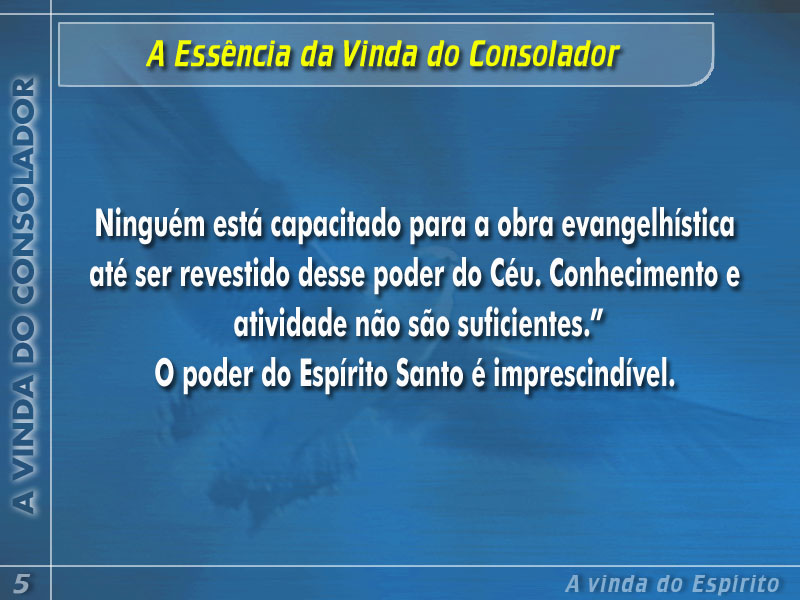 A Essência da Vinda do Consolador
A VINDA DO CONSOLADOR
Ninguém está capacitado para a obra evangelhística
até ser revestido desse poder do Céu. Conhecimento e
atividade não são suficientes.”
O poder do Espírito Santo é imprescindível.
5
A vinda do Espírito